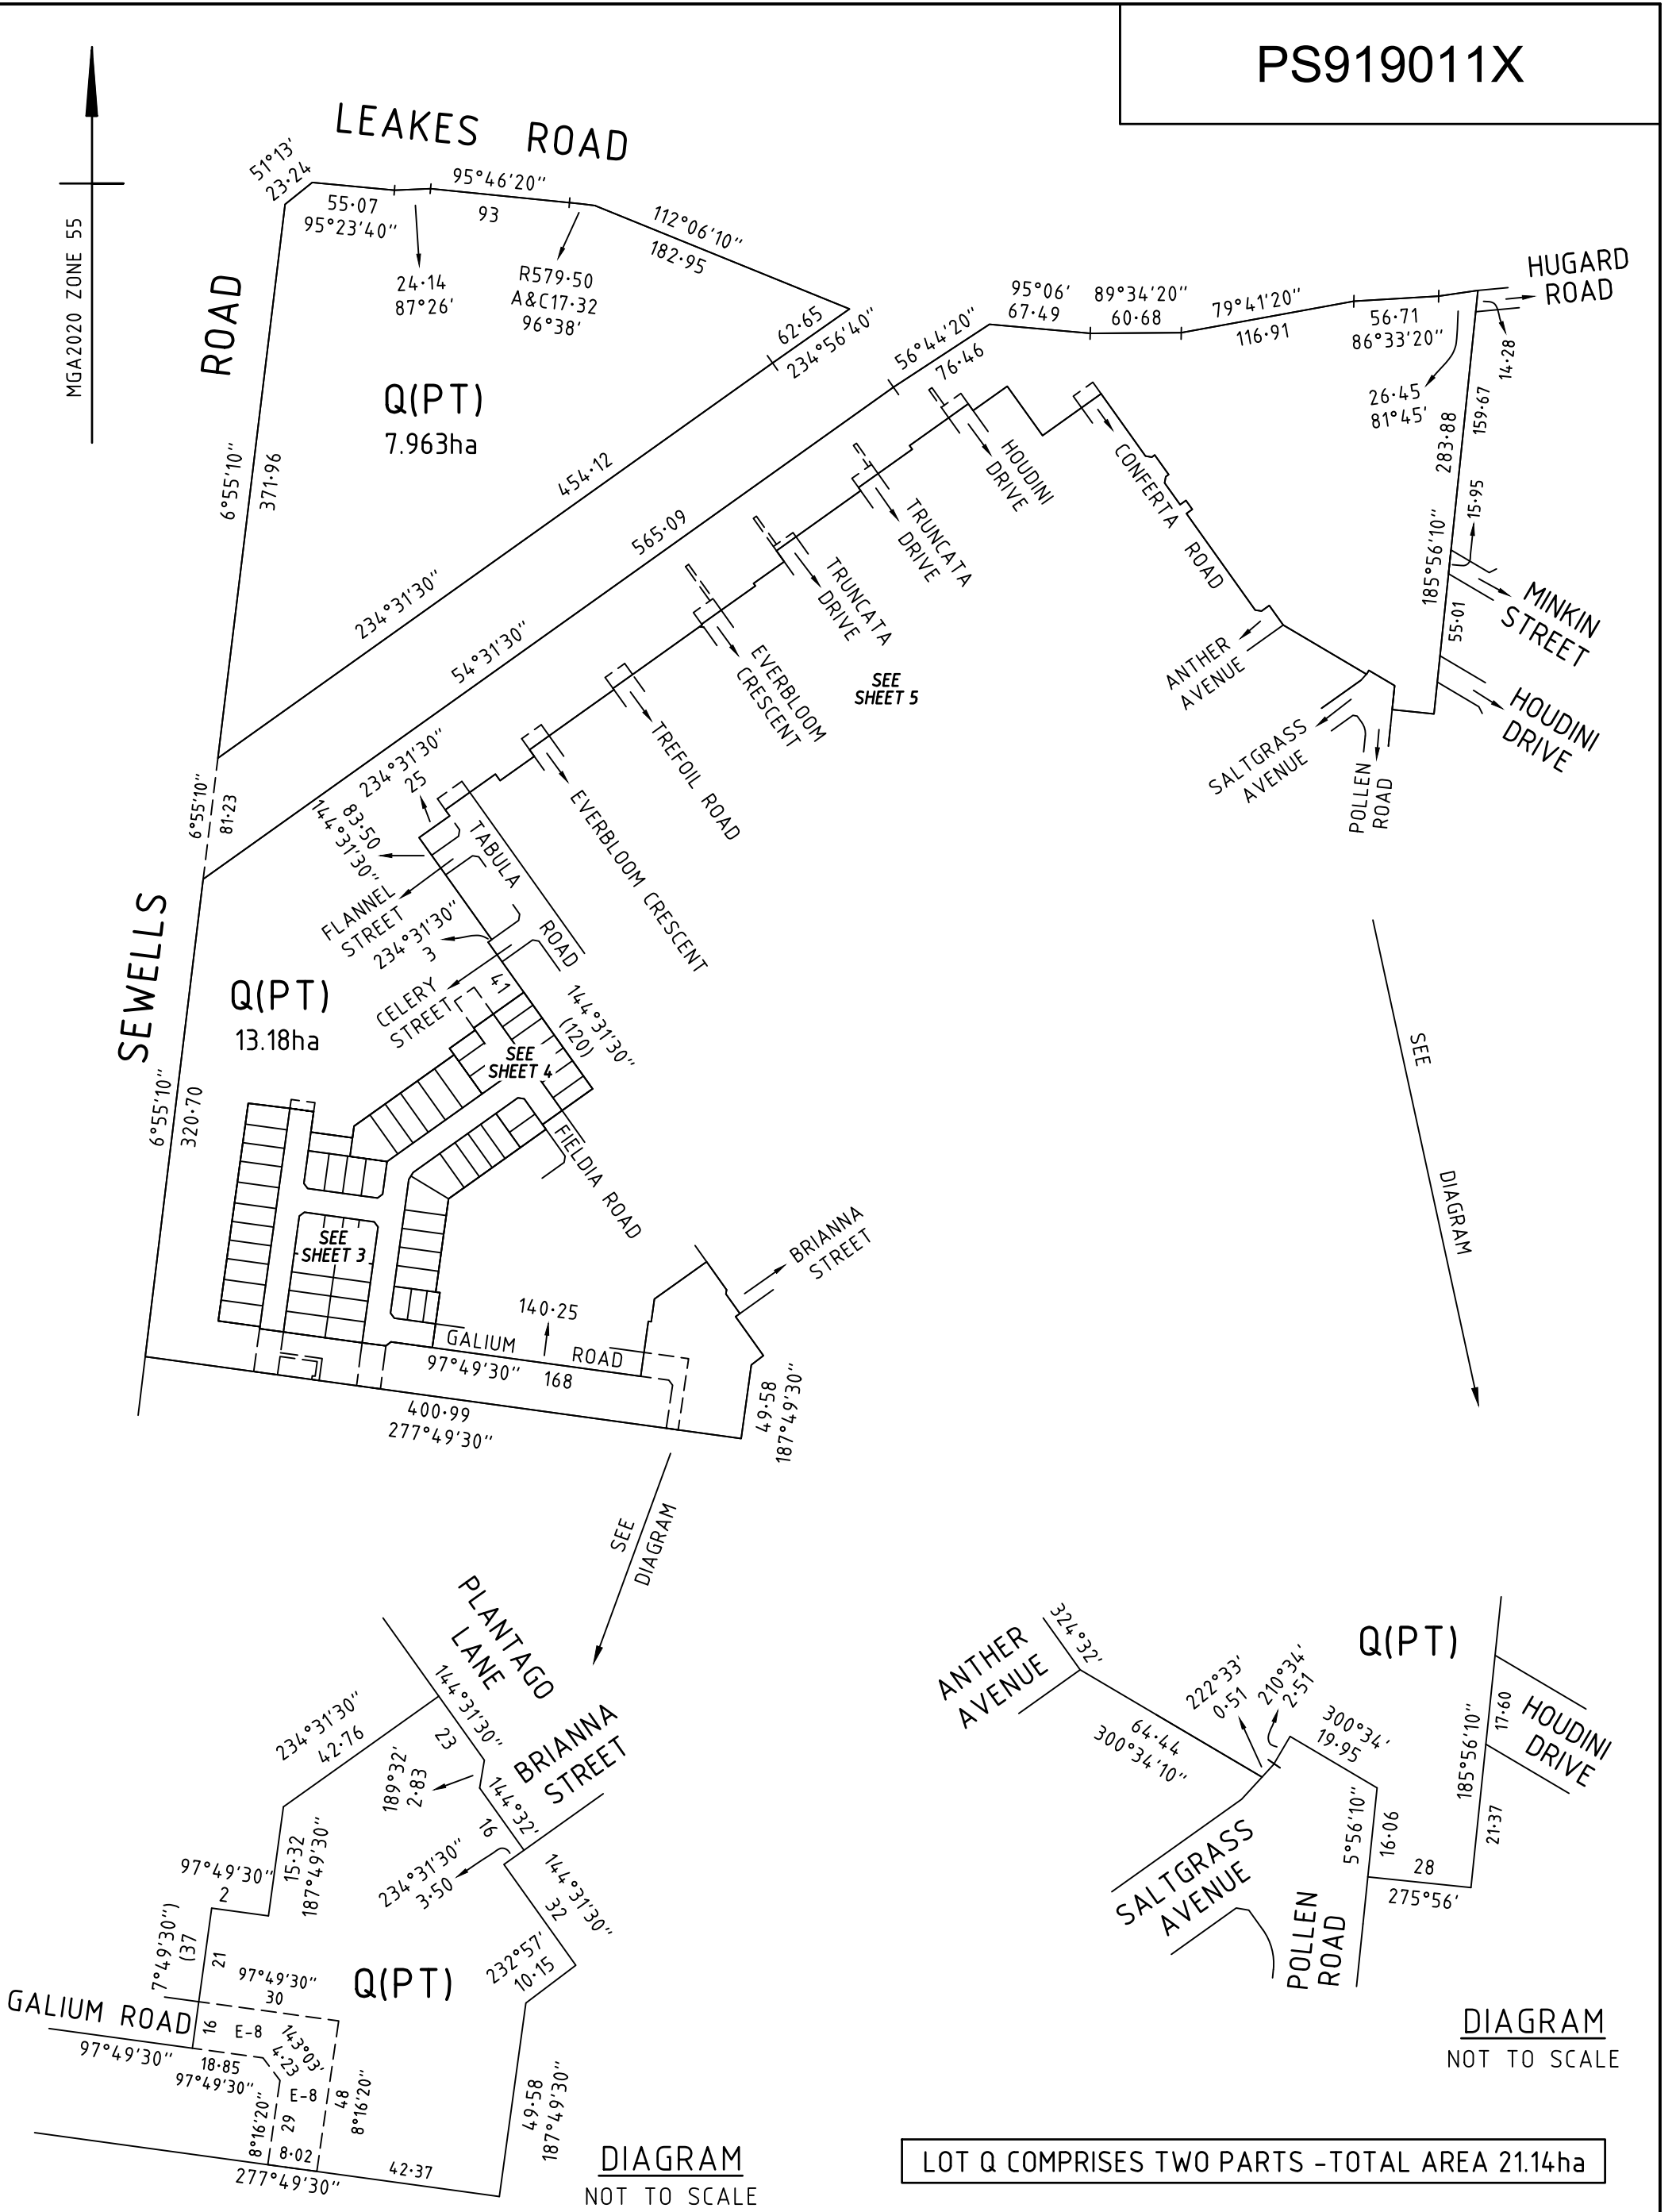 PS919011X
LEAKES ROAD
MGA2020 ZONE 55
51°13'
23·24
55·07
95°23'40"
95°46'20"
93
24·14
87°26'
R579·50
A&C17·32
96°38'
112°06'10"
182·95
ROAD
Q(PT)
7.963ha
6°55'10"
371·96
62·65
234°56'40"
454·12
234°31'30"
565·09
54°31'30"
56°44'20"
76·46
95°06'
67·49
89°34'20"
60·68
79°41'20"
116·91
56·71
86°33'20"
HUGARD
ROAD
14·28
26·45
81°45'
159·67
283·88
15·95
185°56'10"
55·01
MINKIN
STREET
HOUDINI
DRIVE
HOUDINI
DRIVE
CONFERTA ROAD
TRUNCATA
DRIVE
TRUNCATA
DRIVE
EVERBLOOM
CRESCENT
SEE
SHEET 5
TREFOIL ROAD
EVERBLOOM CRESCENT
ANTHER
AVENUE
SALTGRASS
AVENUE
POLLEN
ROAD
6°55'10"
81·23
234°31'30"
25
83·50
144°31'30"
TABULA ROAD
FLANNEL
STREET
234°31'30"
3
CELERY
STREET
41
144°31'30"
(120)
SEWELLS
Q(PT)
13.18ha
SEE
SHEET 4
6°55'10"
320·70
FIELDIA ROAD
SEE
SHEET 3
BRIANNA
STREET
140·25
GALIUM ROAD
97°49'30"
168
400·99
277°49'30"
49·58
187°49'30"
SEE DIAGRAM
SEE DIAGRAM
PLANTAGO
LANE
144°31'30"
23
234°31'30"
42·76
BRIANNA
STREET
189°32'
2·83
144°32'
16
234°31'30"
3·50
144°31'30"
32
15·32
187°49'30"
97°49'30"
2
7°49'30")
(37
21
97°49'30"
30
Q(PT)
232°57'
10·15
GALIUM ROAD
16
E-8
143°03'
4·23
97°49'30"
18·85
97°49'30"
E-8
8°16'20"
29
48
8°16'20"
8·02
277°49'30"
42·37
49·58
187°49'30"
DIAGRAM
NOT TO SCALE
324°32'
ANTHER
AVENUE
64·44
300°34'10"
222°33'
0·51
210°34'
2·51
300°34'
19·95
Q(PT)
185°56'10"
17·60
HOUDINI
DRIVE
21·37
5°56'10"
16·06
28
275°56'
SALTGRASS
AVENUE
POLLEN
ROAD
DIAGRAM
NOT TO SCALE
LOT Q COMPRISES TWO PARTS -TOTAL AREA 21.14ha